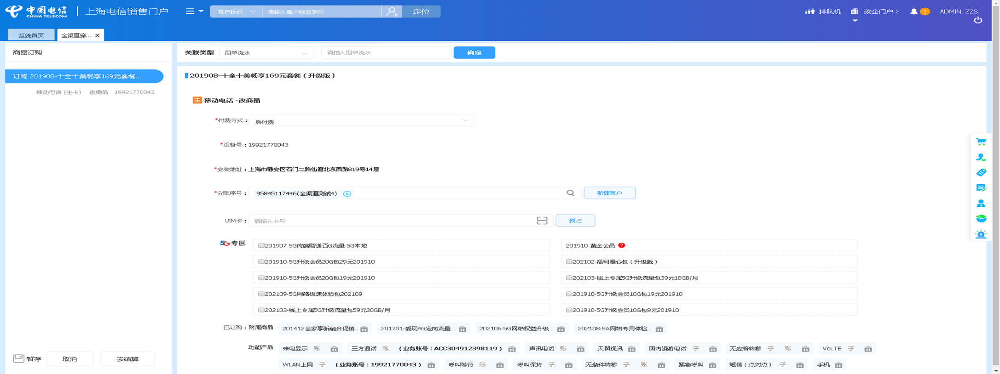 中国电信 CHINA TELECOM 上海电信销售门户 客户标识 请输入客户标识定位 定位 排队机 政企门户 > 1 ADMIN_ZZS
系统首页 全渠道穿... ×
商品订购
订购 201908-十全十美畅享169元套餐...
移动电话 (主卡) 改商品 19921770043
关联类型 甩单流水 请输入甩单流水 确定
201908-十全十美畅享169元套餐（升级版）
主 移动电话 -改商品
*付费方式： 后付费
*设备号：19921770043
*安装地址：上海市静安区石门二路街道北京西路819号14层
*分账序号： 95845117446(全渠道测试4) 新建账户
UIM卡： 请输入卡号 预占
5G 专区
201907-5G终端赠送百G流量-5G本地 201910-黄金会员 ?
201910-5G升级会员20G包29元201910 202102-福利暖心包（升级版）
201910-5G升级会员20G包19元201910 202103-线上专属5G升级流量包39元10GB/月
202109-5G网络极速体验包202109 201910-5G升级会员10G包19元201910
202103-线上专属5G升级流量包59元20GB/月 201910-5G升级会员10G包9元201910
已订购：附属商品 201412全家享新融合促销... 201701-爱玩4G定向流量... 202106-5G网络权益升级... 202108-SA网络专用体验...
功能产品 来电显示 账 三方通话 账 （业务账号：ACC304912398119） 声讯电话 账 天翼视讯 国内漫游电话 子 无应答转移 子 账 VoLTE 子
WLAN上网 子 （业务账号：19921770043） 呼叫等待 账 呼叫保持 子 无条件转移 子 账 紧急呼叫 短信（点对点） 子 手机
暂存 取消 去结算